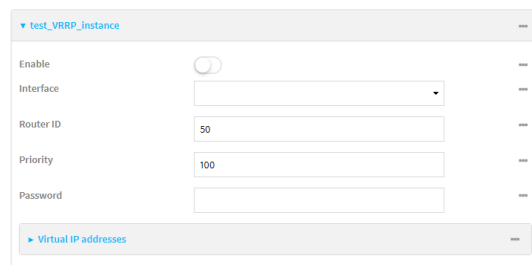 test_VRRP_instance
Enable
Interface
Router ID 50
Priority 100
Password
Virtual IP addresses